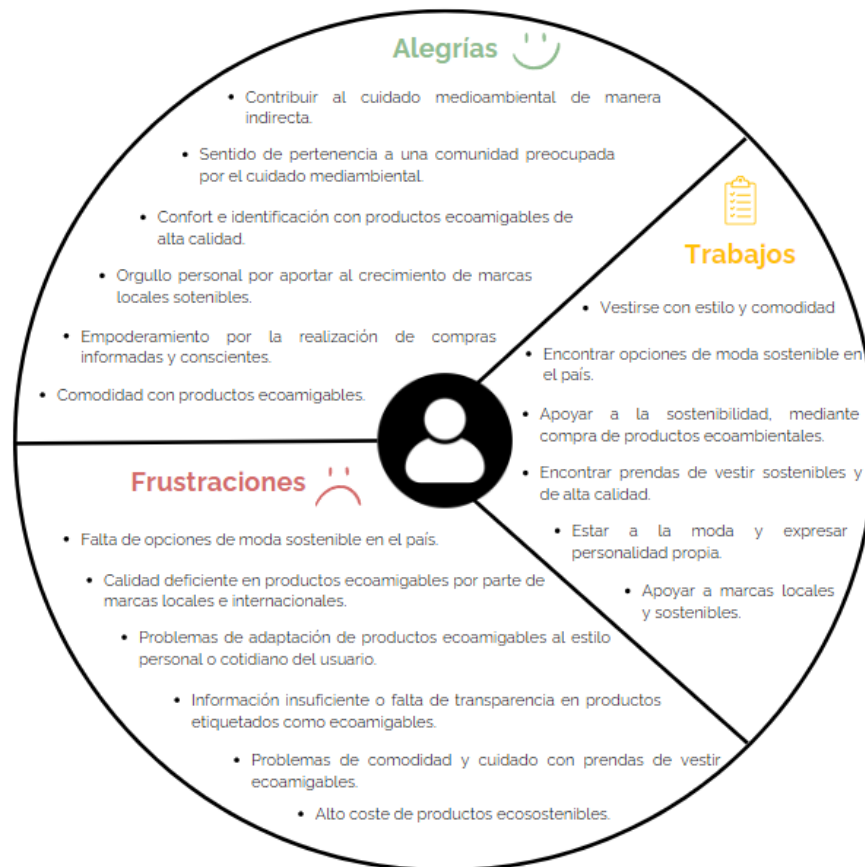 Alegrías
• Contribuir al cuidado medioambiental de manera
indirecta.
• Sentido de pertenencia a una comunidad preocupada
por el cuidado mediambiental.
• Confort e identificación con productos ecoamigables de
alta calidad.
• Orgullo personal por aportar al crecimiento de marcas
locales sotenibles.
• Empoderamiento por la realización de compras
informadas y conscientes.
• Comodidad con productos ecoamigables.
Trabajos
• Vestirse con estilo y comodidad
• Encontrar opciones de moda sostenible en
el país.
• Apoyar a la sostenibilidad, mediante
compra de productos ecoambientales.
• Encontrar prendas de vestir sostenibles y
de alta calidad.
• Estar a la moda y expresar
personalidad propia.
• Apoyar a marcas locales
y sostenibles.
Frustraciones
• Falta de opciones de moda sostenible en el país.
• Calidad deficiente en productos ecoamigables por parte de
marcas locales e internacionales.
• Problemas de adaptación de productos ecoamigables al estilo
personal o cotidiano del usuario.
• Información insuficiente o falta de transparencia en productos
etiquetados como ecoamigables.
• Problemas de comodidad y cuidado con prendas de vestir
ecoamigables.
• Alto coste de productos ecosostenibles.